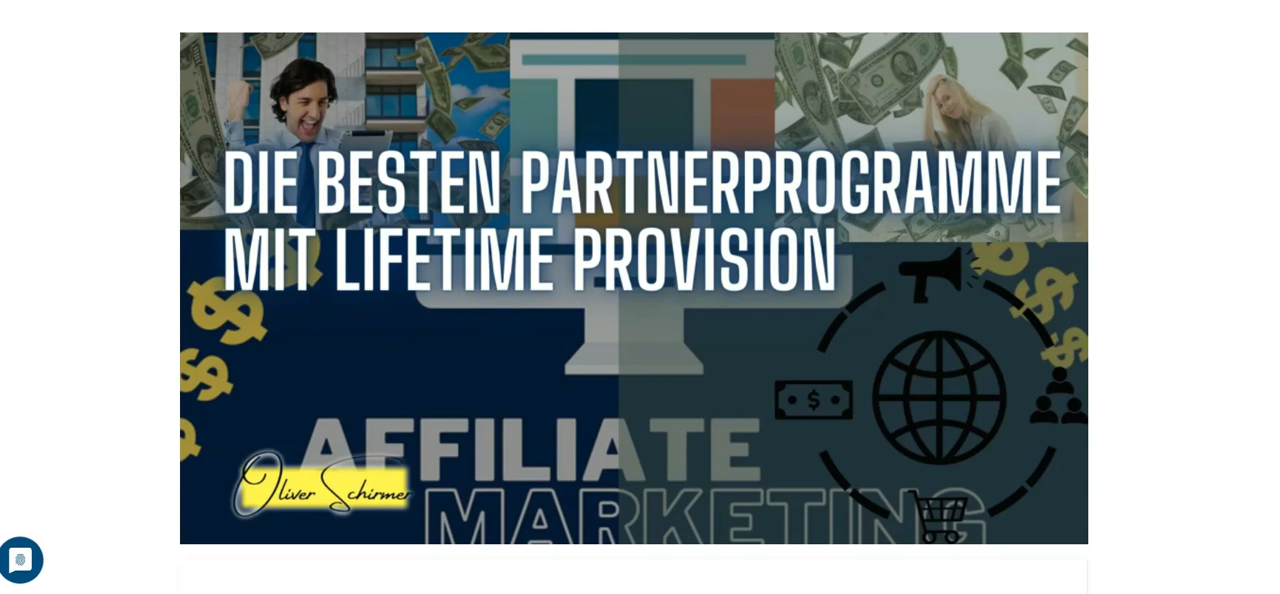 DIE BESTEN PARTNERPROGRAMME
MIT LIFETIME PROVISION
$
AFFILIATE
Oliver Schirmer
MARKETING